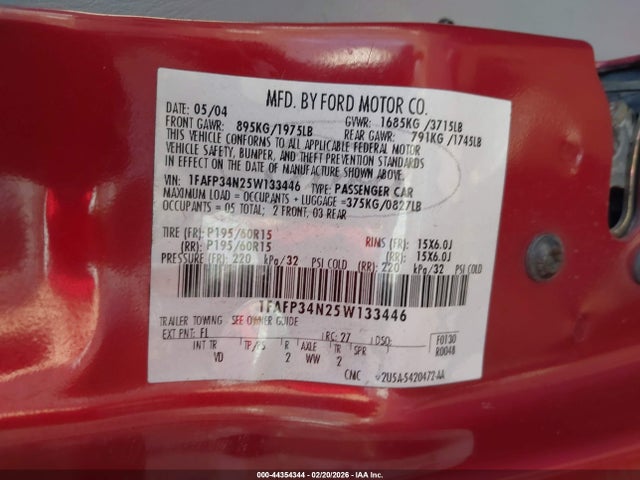 MFD. BY FORD MOTOR CO.
DATE: 05/04 GVWR: 1685KG /3715LB
FRONT GAWR: 895KG/1975LB REAR GAWR: 791KG /1745LB
THIS VEHICLE CONFORMS TO ALL APPLICABLE FEDERAL MOTOR
VEHICLE SAFETY, BUMPER, AND THEFT PREVENTION STANDARDS
IN EFFECT ON THE DATE OF MANUFACTURE SHOWN ABOVE.
VIN: 1FAFP34N25W133446 TYPE: PASSENGER CAR
MAXIMUM LOAD = OCCUPANTS + LUGGAGE =375KG/0827LB
OCCUPANTS = 05 TOTAL; 2 FRONT, 03 REAR
TIRE (FR): P195/60R15 RIMS (FR): 15X6.0J
(RR): P195/60R15 (RR): 15X6.0J
PRESSURE (FR): 220 kPa/32 PSI COLD (RR): 220 kPa/32 PSI COLD
1FAFP34N25W133446
TRAILER TOWING SEE OWNER GUIDE
EXT PNT: FL RC: 27 DSO: F0130
INT TR TP/PS R AXLE TR SPR R0048
VD 2 WW 2
CNC 2U5A-5420472-AA
000-44354344 - 02/20/2026 - IAA Inc.